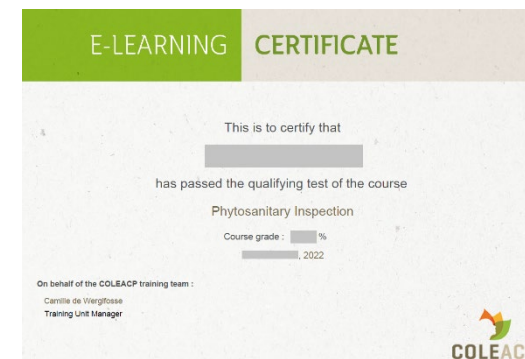 E-LEARNING CERTIFICATE
This is to certify that
has passed the qualifying test of the course
Phytosanitary Inspection
Course grade : %
, 2022
On behalf of the COLEACP training team :
Camille de Wergifosse
Training Unit Manager
COLEAC